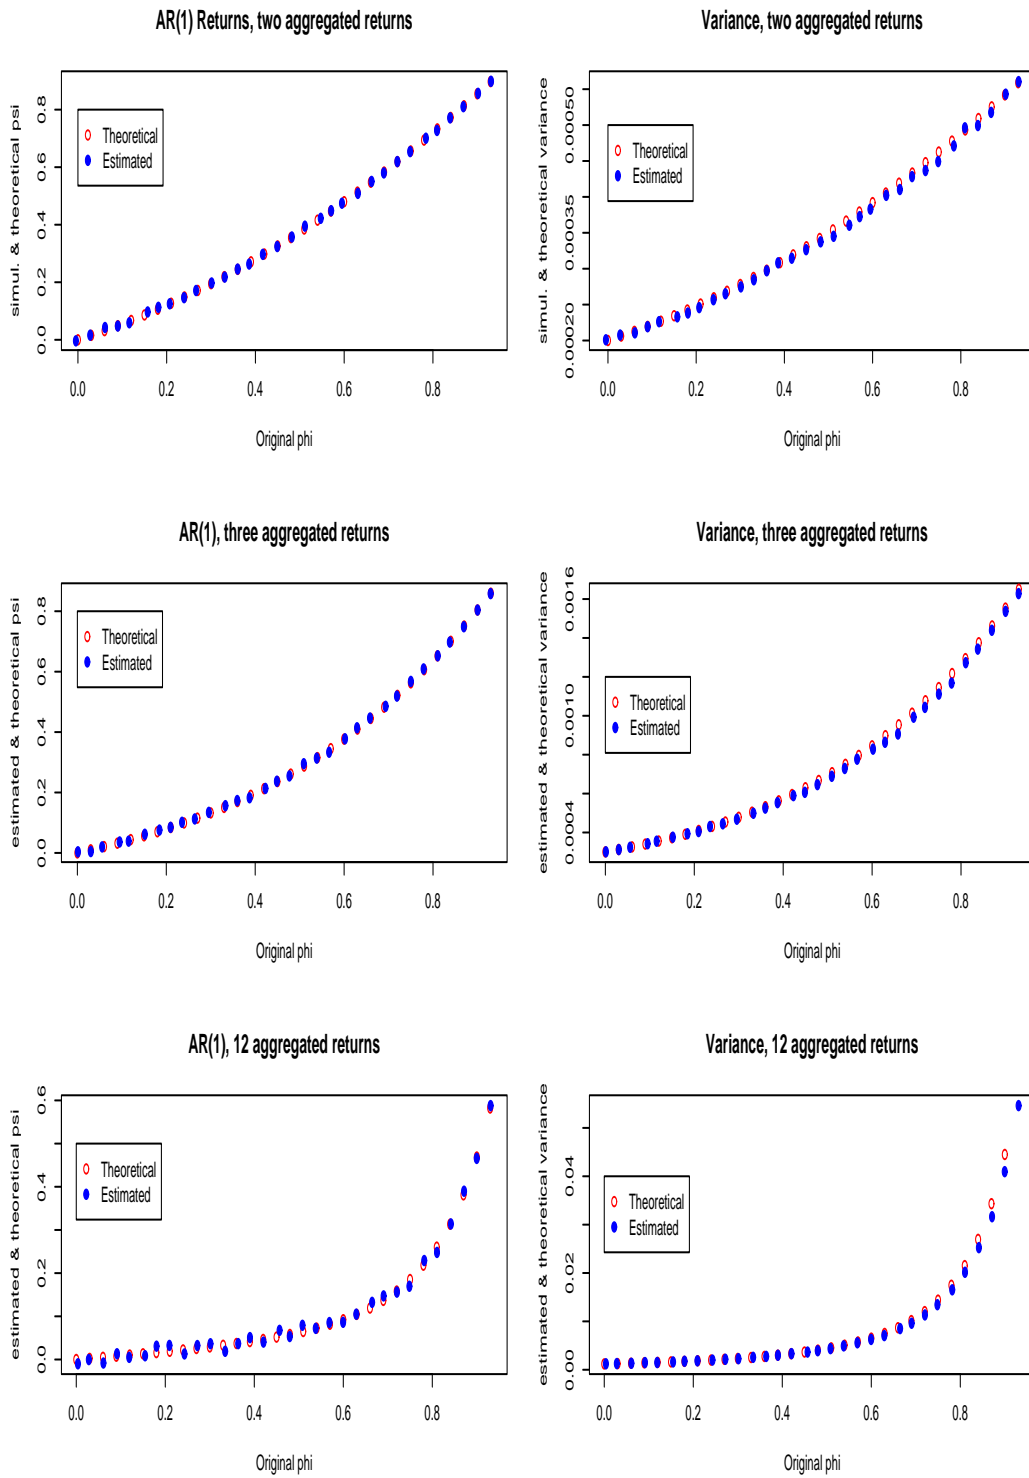 AR(1) Returns, two aggregated returns
simul. & theoretical psi
0.0 0.2 0.4 0.6 0.8
Theoretical
Estimated
0.0 0.2 0.4 0.6 0.8
Original phi
Variance, two aggregated returns
simul. & theoretical variance
0.00020 0.00035 0.00050
Theoretical
Estimated
0.0 0.2 0.4 0.6 0.8
Original phi
AR(1), three aggregated returns
estimated & theoretical psi
0.0 0.2 0.4 0.6 0.8
Theoretical
Estimated
0.0 0.2 0.4 0.6 0.8
Original phi
Variance, three aggregated returns
estimated & theoretical variance
0.0004 0.0010 0.0016
Theoretical
Estimated
0.0 0.2 0.4 0.6 0.8
Original phi
AR(1), 12 aggregated returns
estimated & theoretical psi
0.0 0.2 0.4 0.6
Theoretical
Estimated
0.0 0.2 0.4 0.6 0.8
Original phi
Variance, 12 aggregated returns
estimated & theoretical variance
0.00 0.02 0.04
Theoretical
Estimated
0.0 0.2 0.4 0.6 0.8
Original phi